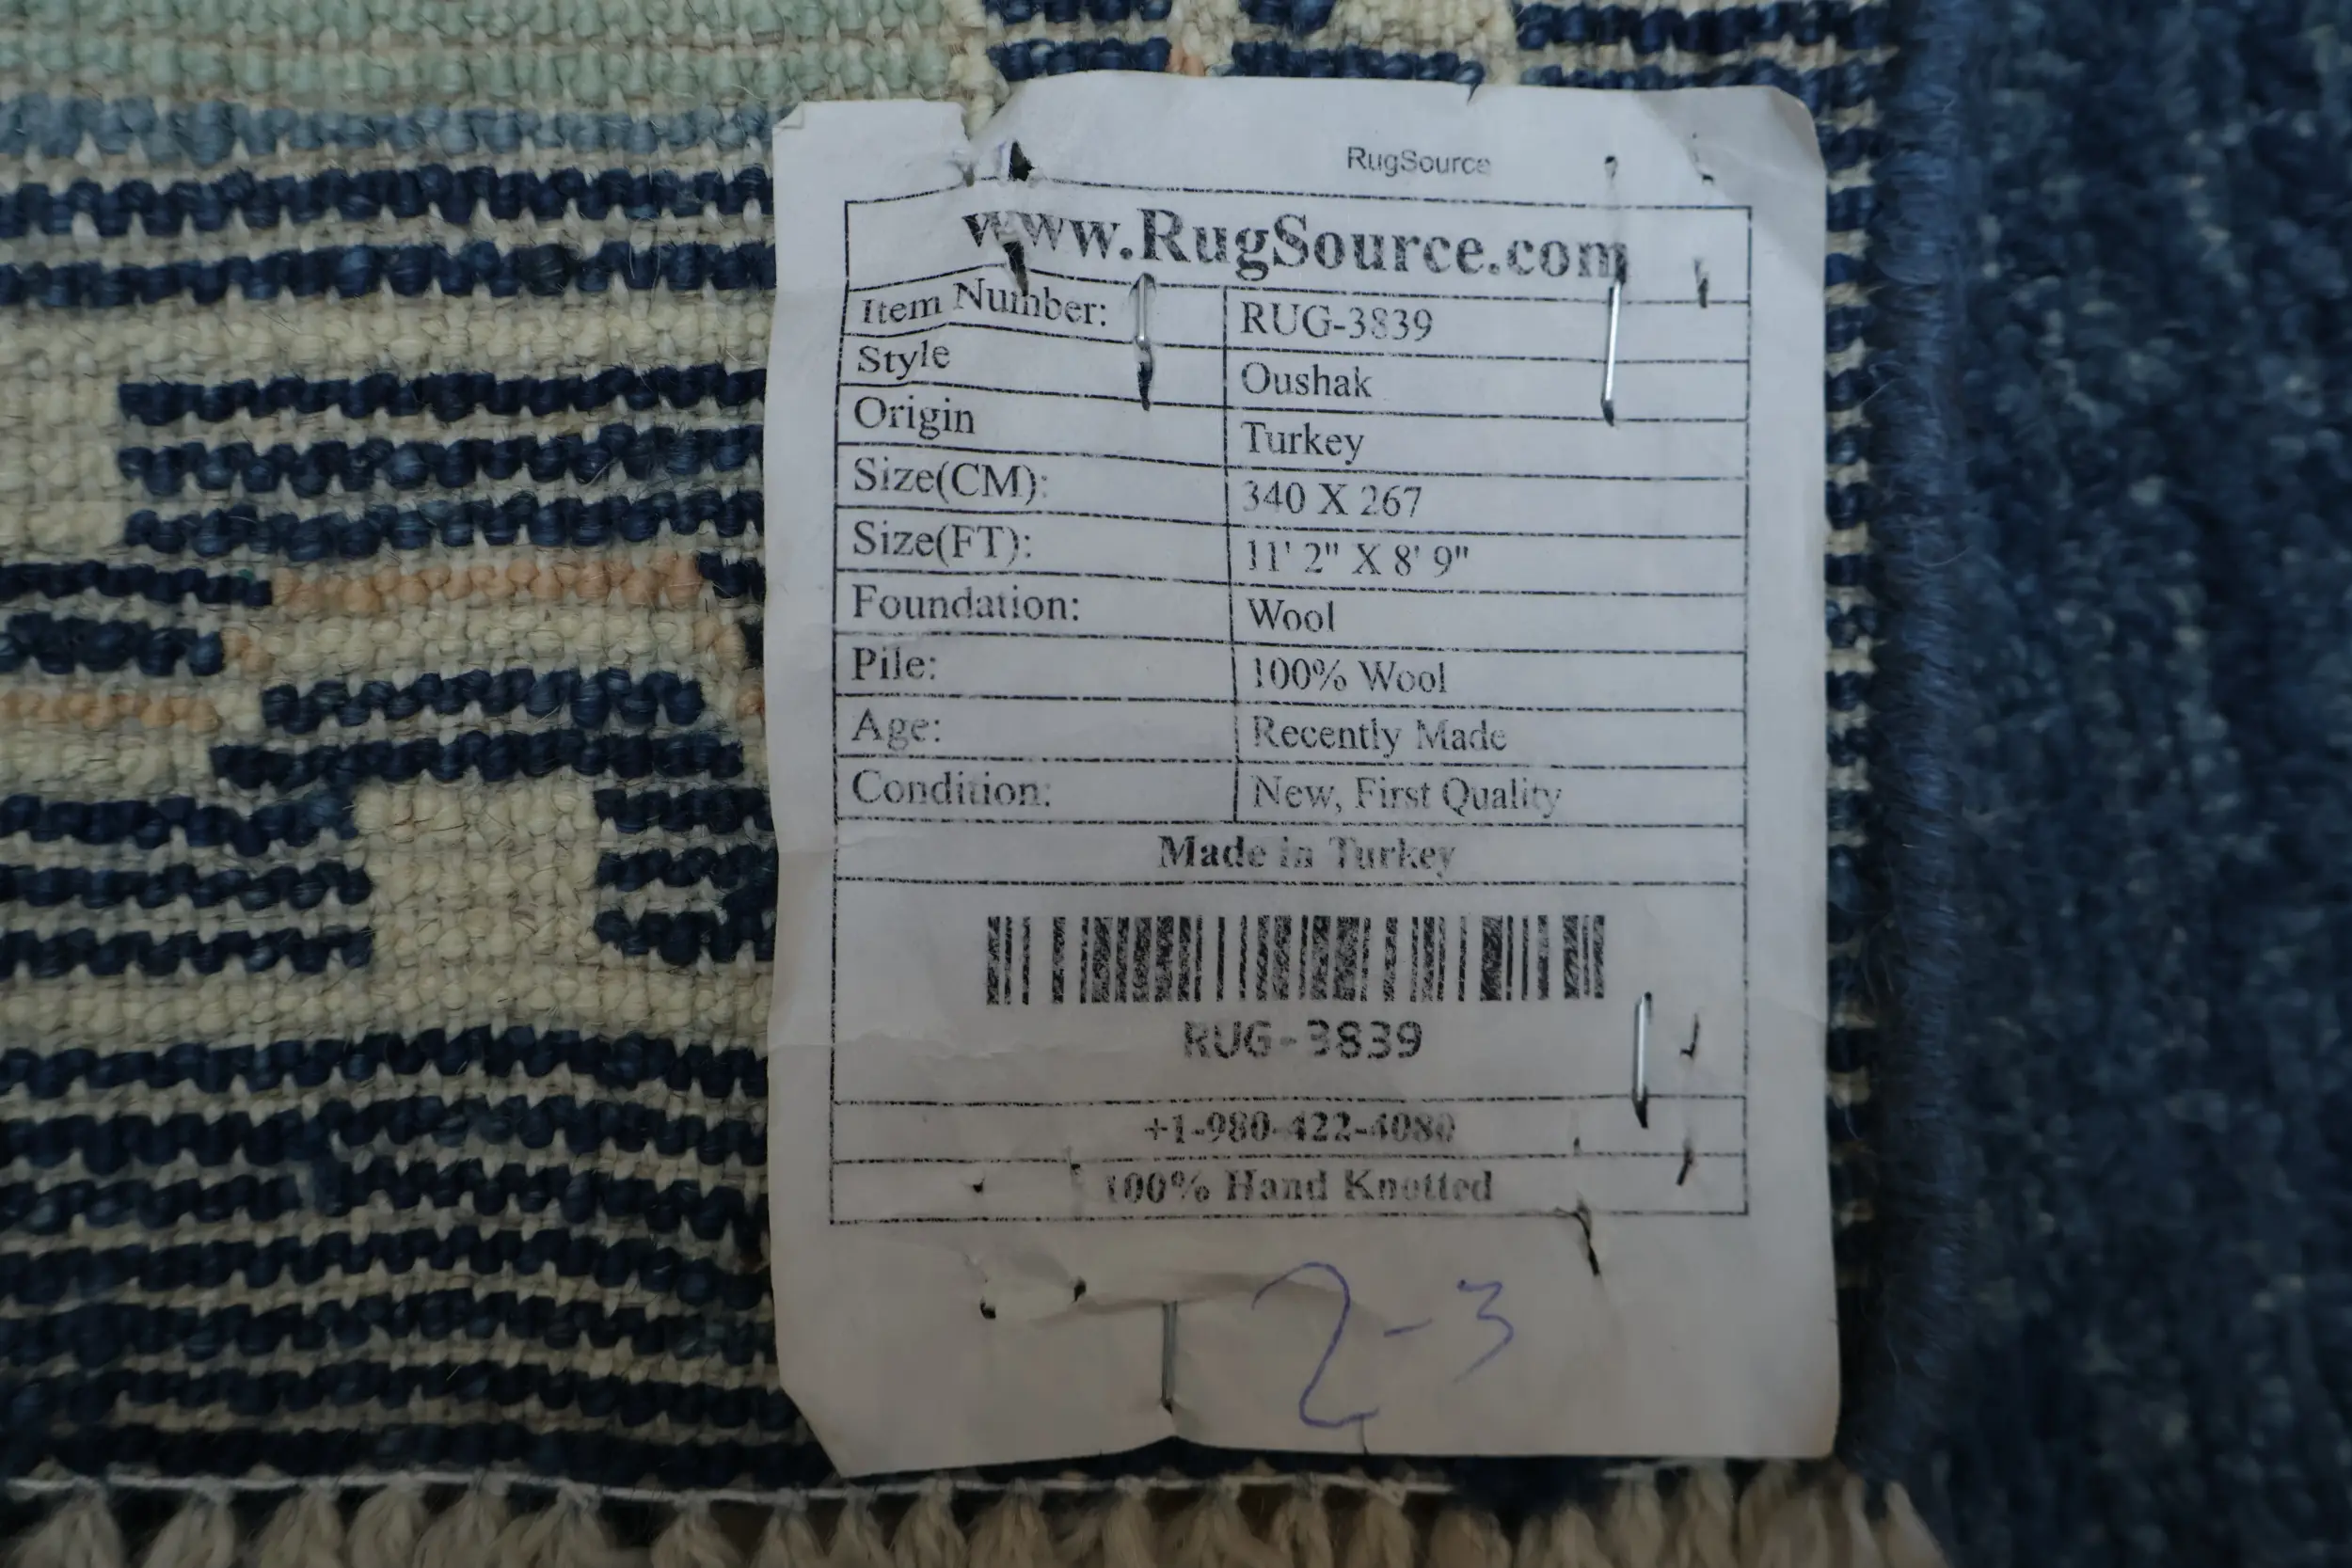 RugSource
www.RugSource.com
Item Number: RUG-3839
Style Oushak
Origin Turkey
Size(CM): 340 X 267
Size(FT): 11' 2" X 8' 9"
Foundation: Wool
Pile: 100% Wool
Age: Recently Made
Condition: New, First Quality
Made in Turkey
RUG-3839
+1-980-422-4080
100% Hand Knotted
2-3